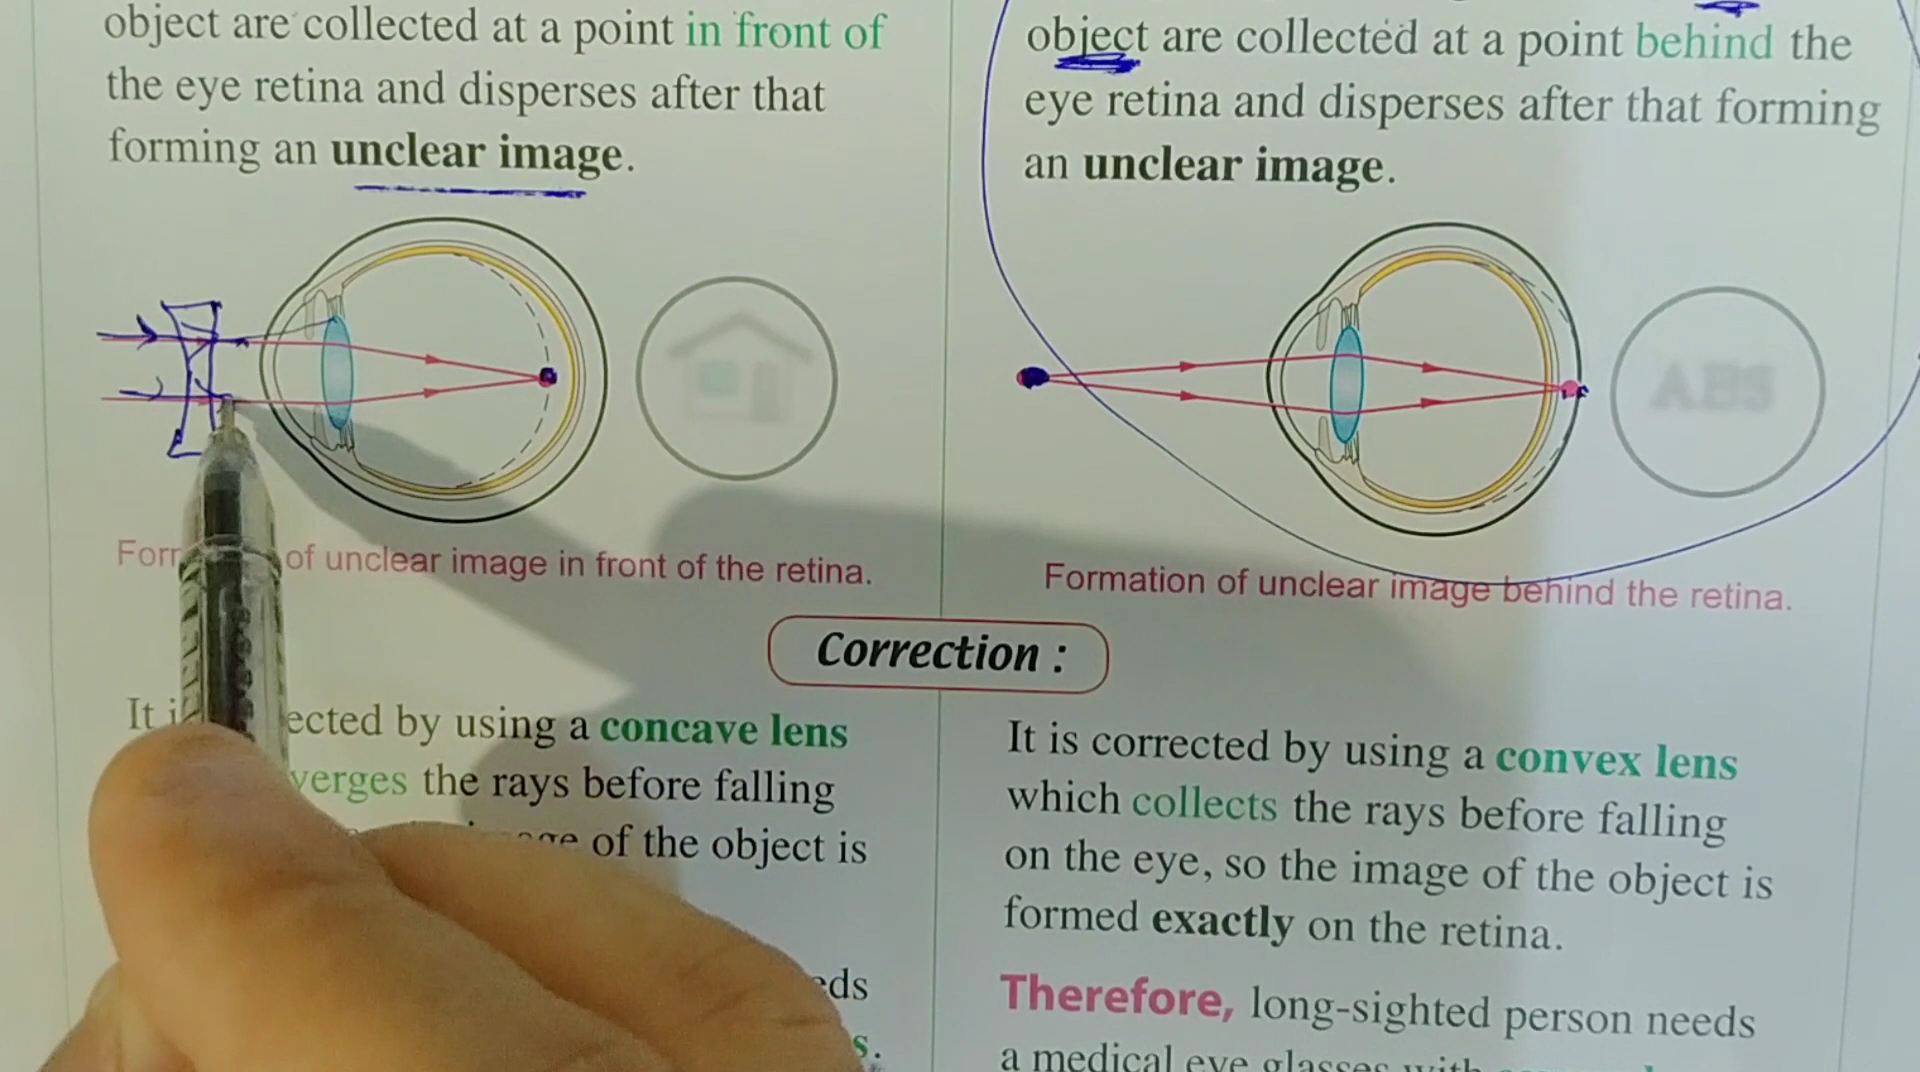 object are collected at a point in front of
the eye retina and disperses after that
forming an unclear image.
of unclear image in front of the retina.
by using a concave lens
the rays before falling
of the object is
object are collected at a point behind the
eye retina and disperses after that forming
an unclear image.
ABS
Formation of unclear image behind the retina.
Correction :
It is corrected by using a convex lens
which collects the rays before falling
on the eye, so the image of the object is
formed exactly on the retina.
Therefore, long-sighted person needs
a medical eye glasses with